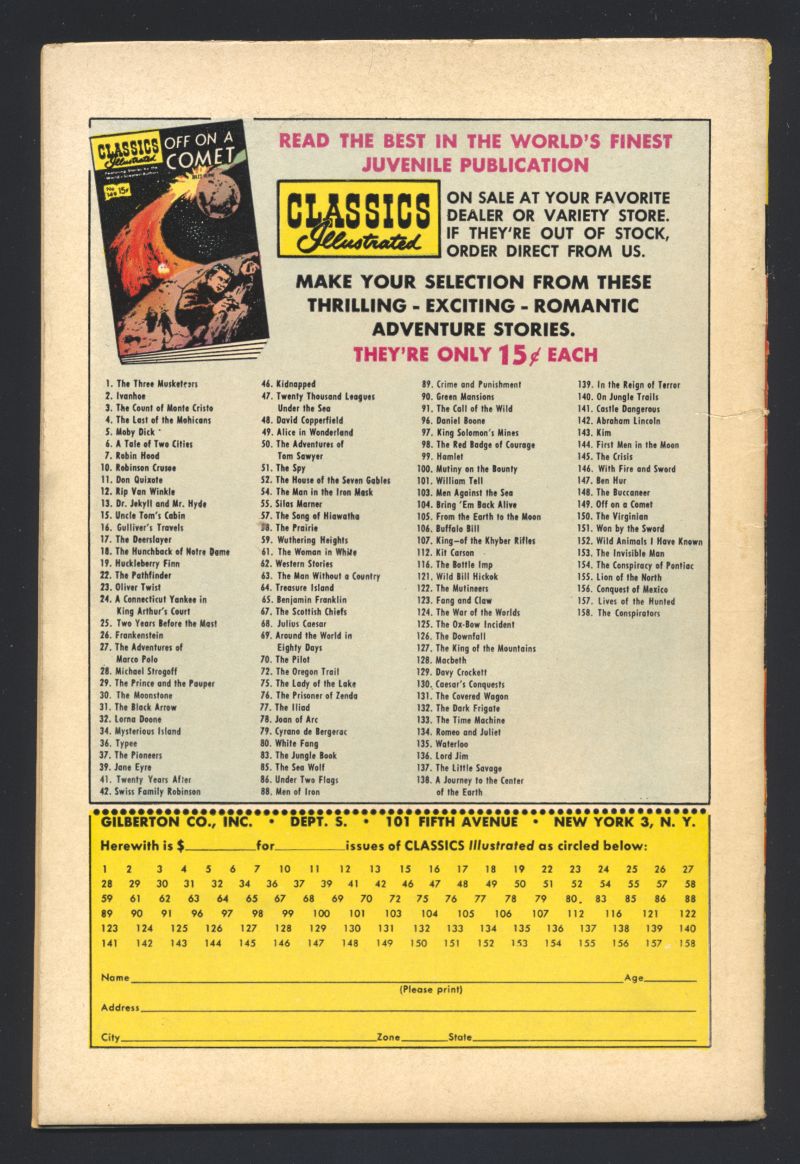 CLASSICS
Illustrated
OFF ON A
COMET
Featuring Stories by the
World's Greatest Authors
No.
149
15¢
READ THE BEST IN THE WORLD'S FINEST
JUVENILE PUBLICATION
CLASSICS
Illustrated
ON SALE AT YOUR FAVORITE
DEALER OR VARIETY STORE.
IF THEY'RE OUT OF STOCK,
ORDER DIRECT FROM US.
MAKE YOUR SELECTION FROM THESE
THRILLING - EXCITING - ROMANTIC
ADVENTURE STORIES.
THEY'RE ONLY 15¢ EACH
1. The Three Musketeers
2. Ivanhoe
3. The Count of Monte Cristo
4. The Last of the Mohicans
5. Moby Dick
6. A Tale of Two Cities
7. Robin Hood
10. Robinson Crusoe
11. Don Quixote
12. Rip Van Winkle
13. Dr. Jekyll and Mr. Hyde
15. Uncle Tom's Cabin
16. Gulliver's Travels
17. The Deerslayer
18. The Hunchback of Notre Dame
19. Huckleberry Finn
22. The Pathfinder
23. Oliver Twist
24. A Connecticut Yankee in
King Arthur's Court
25. Two Years Before the Mast
26. Frankenstein
27. The Adventures of
Marco Polo
28. Michael Strogoff
29. The Prince and the Pauper
30. The Moonstone
31. The Black Arrow
32. Lorna Doone
34. Mysterious Island
36. Typee
37. The Pioneers
39. Jane Eyre
41. Twenty Years After
42. Swiss Family Robinson
46. Kidnapped
47. Twenty Thousand Leagues
Under the Sea
48. David Copperfield
49. Alice in Wonderland
50. The Adventures of
Tom Sawyer
51. The Spy
52. The House of the Seven Gables
54. The Man in the Iron Mask
55. Silas Marner
57. The Song of Hiawatha
58. The Prairie
59. Wuthering Heights
61. The Woman in White
62. Western Stories
63. The Man Without a Country
64. Treasure Island
65. Benjamin Franklin
67. The Scottish Chiefs
68. Julius Caesar
69. Around the World in
Eighty Days
70. The Pilot
72. The Oregon Trail
75. The Lady of the Lake
76. The Prisoner of Zenda
77. The Iliad
78. Joan of Arc
79. Cyrano de Bergerac
80. White Fang
83. The Jungle Book
85. The Sea Wolf
86. Under Two Flags
88. Men of Iron
89. Crime and Punishment
90. Green Mansions
91. The Call of the Wild
96. Daniel Boone
97. King Solomon's Mines
98. The Red Badge of Courage
99. Hamlet
100. Mutiny on the Bounty
101. William Tell
103. Men Against the Sea
104. Bring 'Em Back Alive
105. From the Earth to the Moon
106. Buffalo Bill
107. King—of the Khyber Rifles
112. Kit Carson
116. The Bottle Imp
121. Wild Bill Hickok
122. The Mutineers
123. Fang and Claw
124. The War of the Worlds
125. The Ox-Bow Incident
126. The Downfall
127. The King of the Mountains
128. Macbeth
129. Davy Crockett
130. Caesar's Conquests
131. The Covered Wagon
132. The Dark Frigate
133. The Time Machine
134. Romeo and Juliet
135. Waterloo
136. Lord Jim
137. The Little Savage
138. A Journey to the Center
of the Earth
139. In the Reign of Terror
140. On Jungle Trails
141. Castle Dangerous
142. Abraham Lincoln
143. Kim
144. First Men in the Moon
145. The Crisis
146. With Fire and Sword
147. Ben Hur
148. The Buccaneer
149. Off on a Comet
150. The Virginian
151. Won by the Sword
152. Wild Animals I Have Known
153. The Invisible Man
154. The Conspiracy of Pontiac
155. Lion of the North
156. Conquest of Mexico
157. Lives of the Hunted
158. The Conspirators
GILBERTON CO., INC. • DEPT. S. • 101 FIFTH AVENUE • NEW YORK 3, N. Y.
Herewith is $__________for__________issues of CLASSICS Illustrated as circled below:
1 2 3 4 5 6 7 10 11 12 13 15 16 17 18 19 22 23 24 25 26 27
28 29 30 31 32 34 36 37 39 41 42 46 47 48 49 50 51 52 54 55 57 58
59 61 62 63 64 65 67 68 69 70 72 75 76 77 78 79 80. 83 85 86 88
89 90 91 96 97 98 99 100 101 103 104 105 106 107 112 116 121 122
123 124 125 126 127 128 129 130 131 132 133 134 135 136 137 138 139 140
141 142 143 144 145 146 147 148 149 150 151 152 153 154 155 156 157 158
Name__________Age__________
(Please print)
Address__________
City__________Zone__________State__________